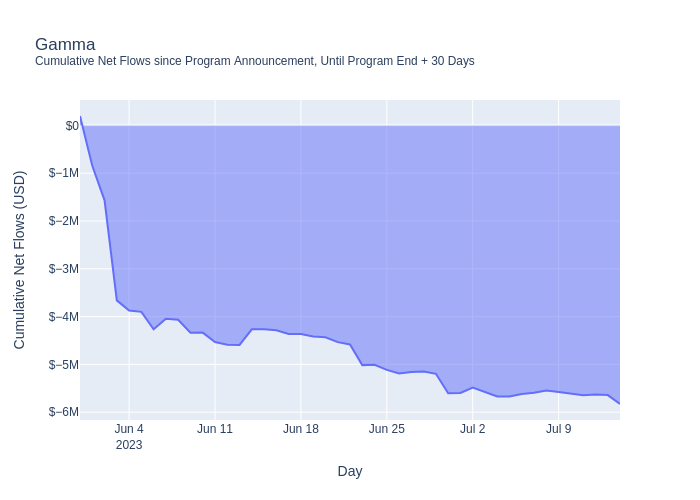 Gamma
Cumulative Net Flows since Program Announcement, Until Program End + 30 Days
Cumulative Net Flows (USD)
$0
$−1M
$−2M
$−3M
$−4M
$−5M
$−6M
Jun 4
2023
Jun 11
Jun 18
Jun 25
Jul 2
Jul 9
Day